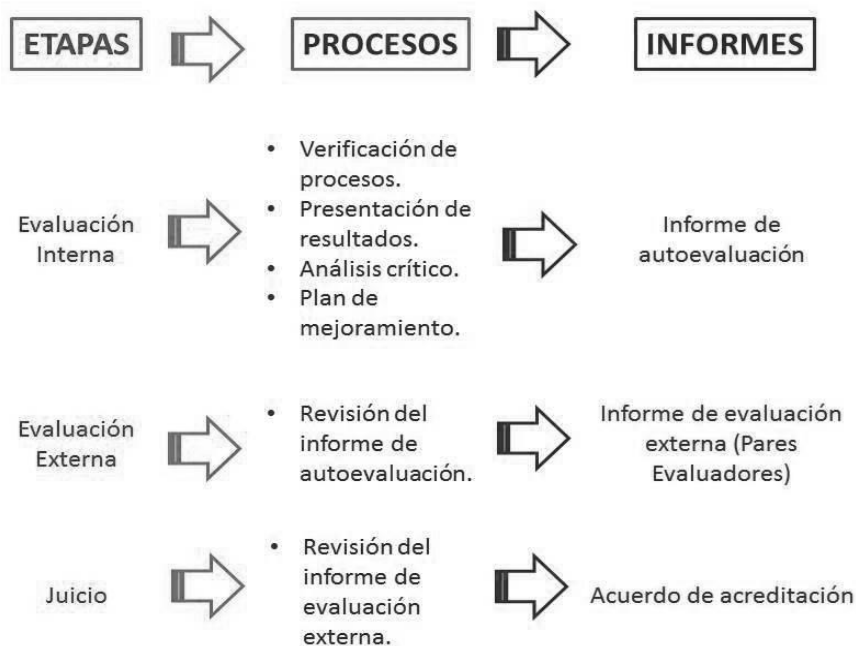 ETAPAS
PROCESOS
INFORMES
Evaluación
Interna
• Verificación de
procesos.
• Presentación de
resultados.
• Análisis crítico.
• Plan de
mejoramiento.
Informe de
autoevaluación
Evaluación
Externa
• Revisión del
informe de
autoevaluación.
Informe de evaluación
externa (Pares
Evaluadores)
Juicio
• Revisión del
informe de
evaluación
externa.
Acuerdo de acreditación